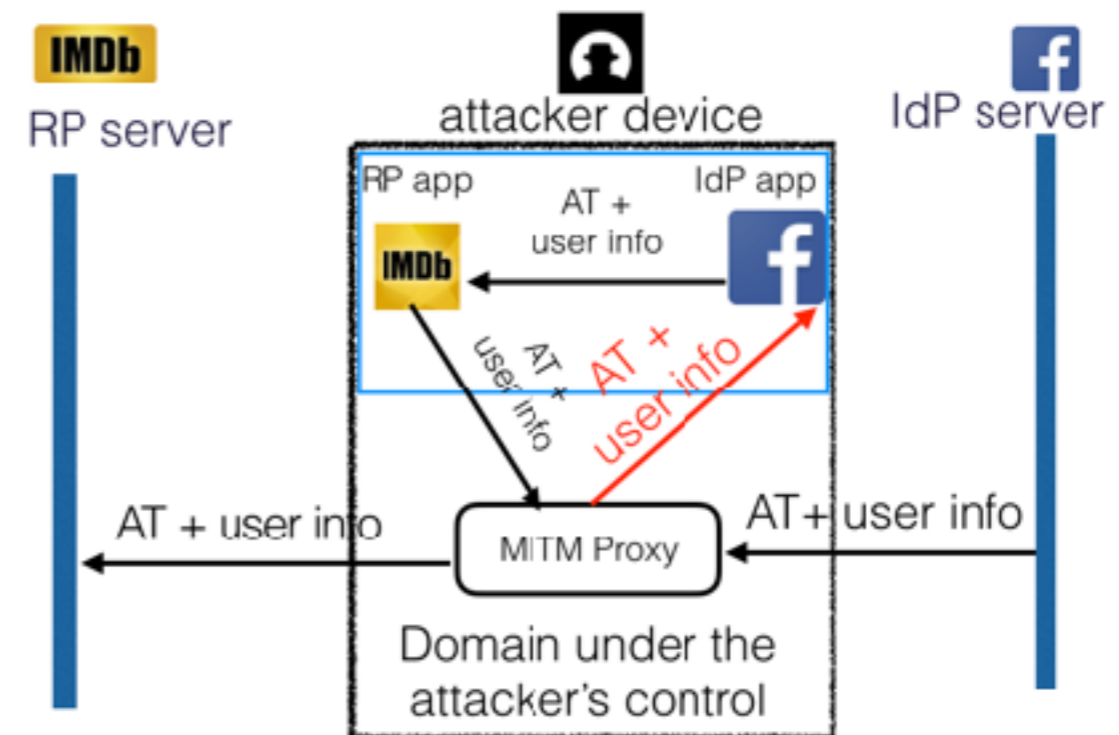 IMDb
RP server
attacker device
f
IdP server
RP app
IdP app
AT +
user info
IMDb
f
AT +
user info
AT +
user info
AT + user info
MITM Proxy
AT+ user info
Domain under the
attacker's control